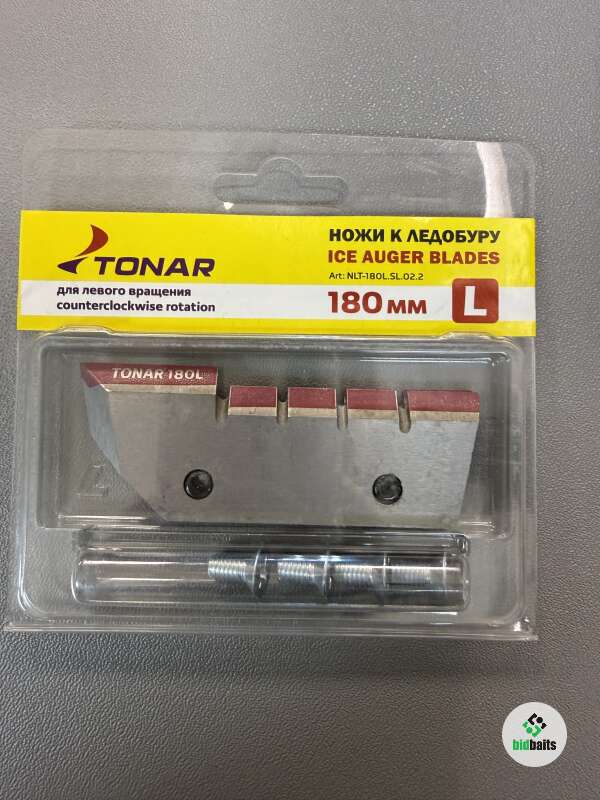 TONAR
для левого вращения
counterclockwise rotation
НОЖИ К ЛЕДОБУРУ
ICE AUGER BLADES
Art: NLT-180L.SL.02.2
180 мм L
TONAR 180L
bidbaits